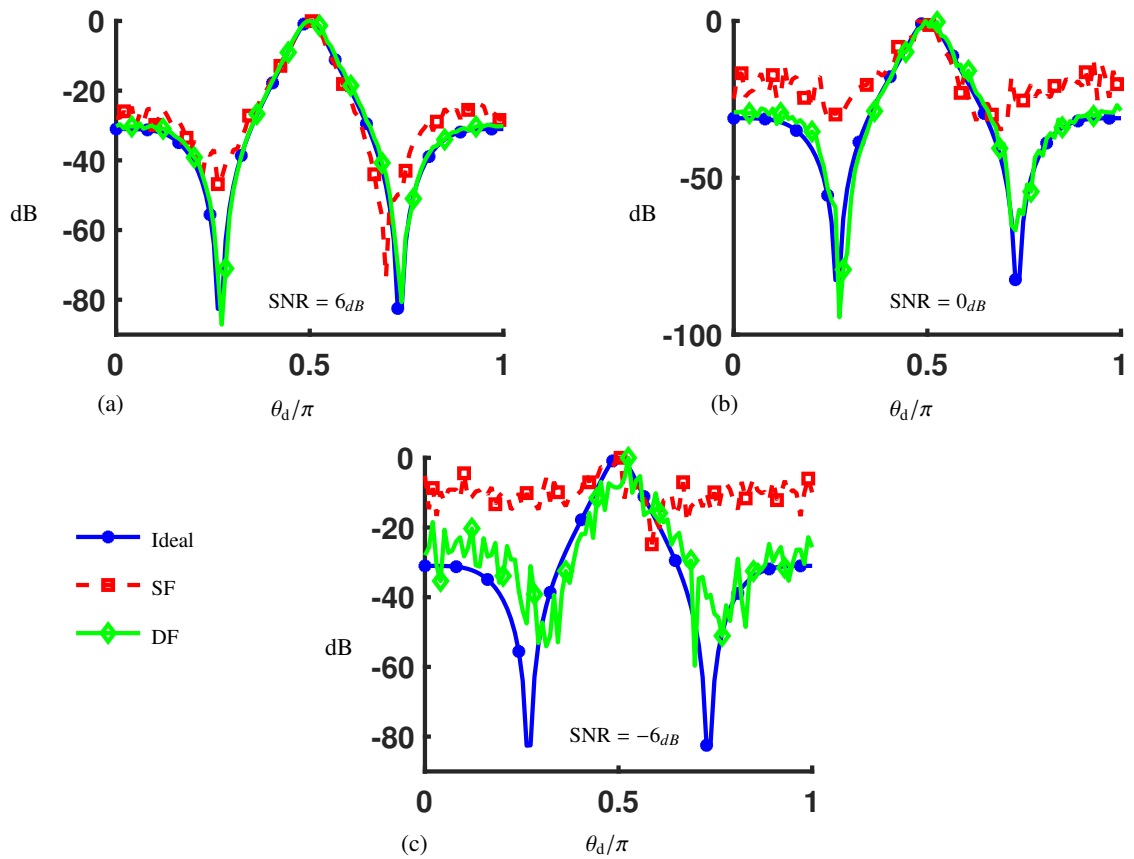 0
-20
-40
dB
-60
-80
SNR = 6dB
0
0.5
1
(a)
θd/π
0
-50
dB
-100
SNR = 0dB
0
0.5
1
(b)
θd/π
Ideal
SF
DF
0
-20
-40
dB
-60
-80
SNR = −6dB
0
0.5
1
(c)
θd/π